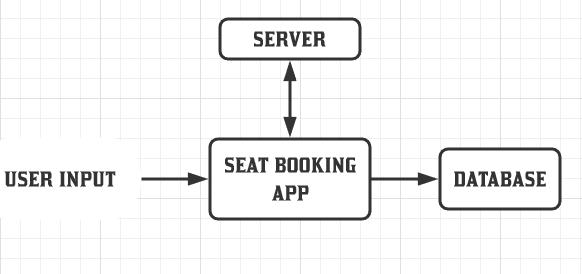 SERVER
USER INPUT
SEAT BOOKING
APP
DATABASE